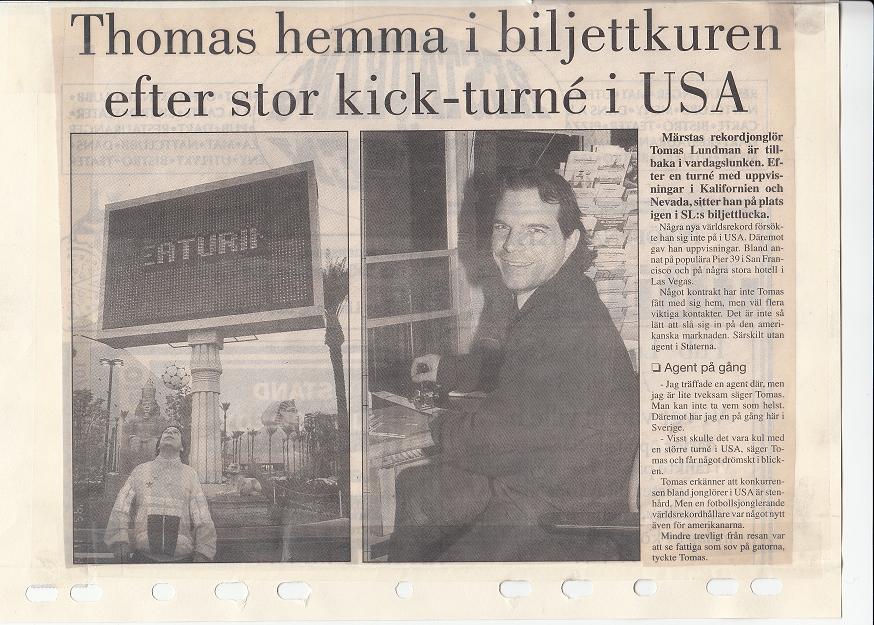 Thomas hemma i biljettkuren
efter stor kick-turné i USA
EATURIN
Märstas rekordjonglör
Tomas Lundman är till-
baka i vardagslunken. Ef-
ter en turné med uppvis-
ningar i Kalifornien och
Nevada, sitter han på plats
igen i SL:s biljettlucka.
Några nya världsrekord försök-
te han sig inte på i USA. Däremot
gav han uppvisningar. Bland an-
nat på populära Pier 39 i San Fran-
cisco och på några stora hotell i
Las Vegas.
Något kontrakt har inte Tomas
fått med sig hem, men väl flera
viktiga kontakter. Det är inte så
lätt att slå sig in på den ameri-
kanska marknaden. Särskilt utan
agent i Staterna.
❑ Agent på gång
- Jag träffade en agent där, men
jag är lite tveksam säger Tomas.
Man kan inte ta vem som helst.
Däremot har jag en på gång här i
Sverige.
- Visst skulle det vara kul med
en större turné i USA, säger To-
mas och får något drömskt i blick-
en.
Tomas erkänner att konkurren-
sen bland jonglörer i USA är sten-
hård. Men en fotbollsjonglerande
världsrekordhållare var något nytt
även för amerikanarna.
Mindre trevligt från resan var
att se fattiga som sov på gatorna,
tyckte Tomas.